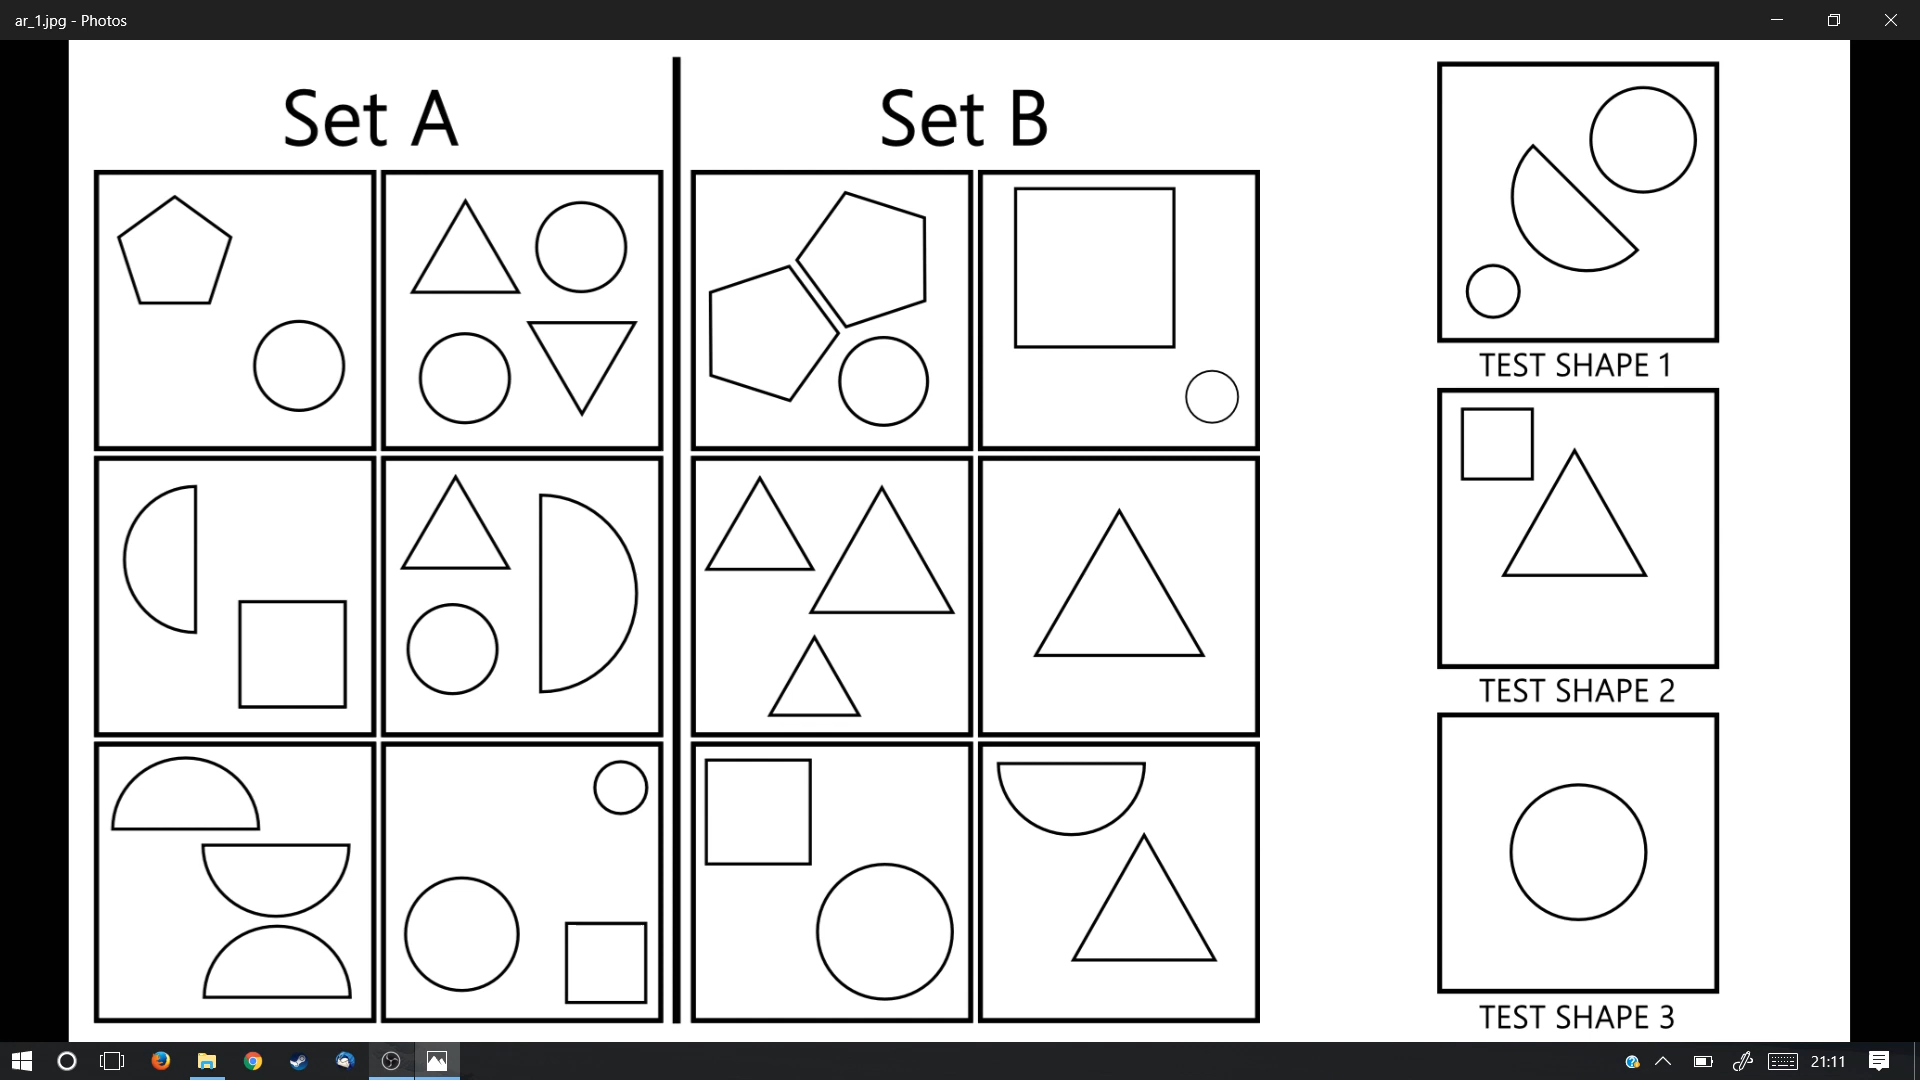 ar_1.jpg - Photos
Set A
Set B
TEST SHAPE 1
TEST SHAPE 2
TEST SHAPE 3
21:11